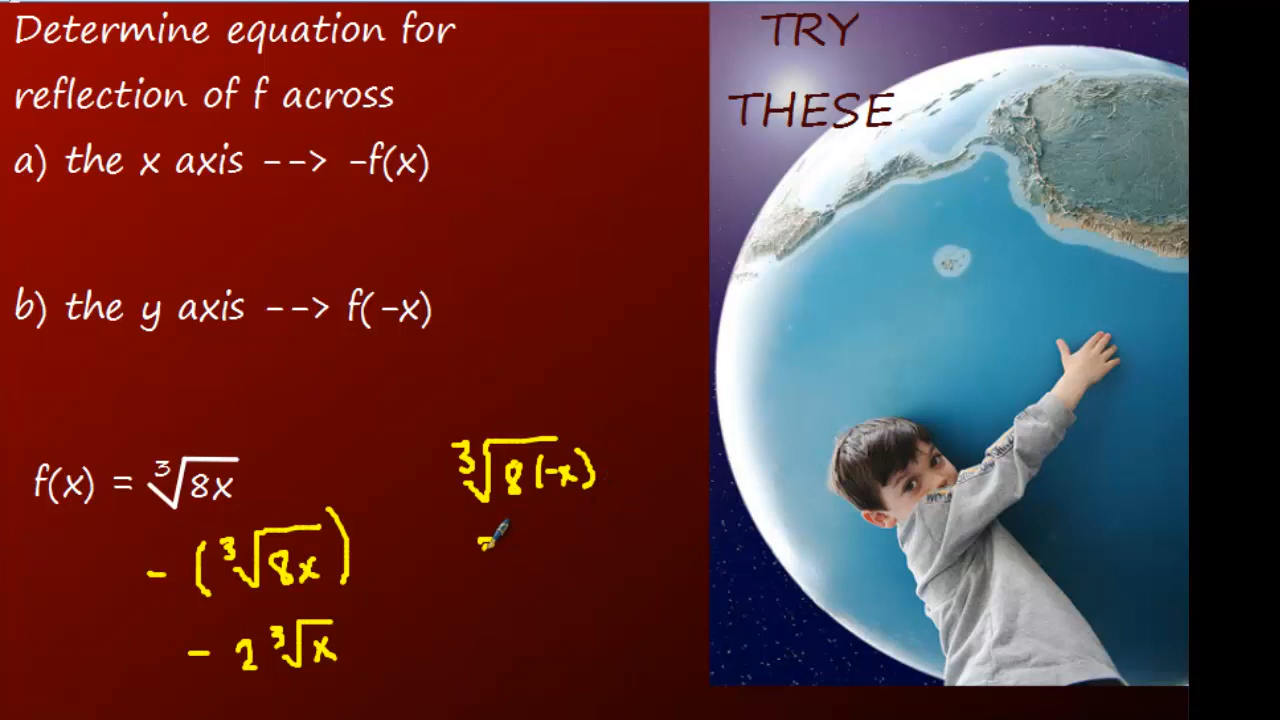 Determine equation for
reflection of f across
a) the x axis --> -f(x)
b) the y axis --> f(-x)
f(x) = ∛8x
- (∛8x)
- 2∛x
∛8(-x)
TRY
THESE